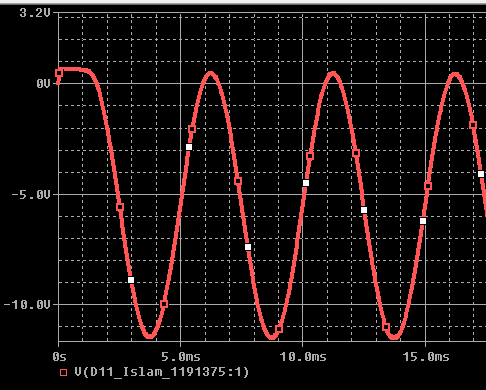 3.2V
0V
-5.0V
-10.0V
0s 5.0ms 10.0ms 15.0ms
V(D11_Islam_1191375:1)